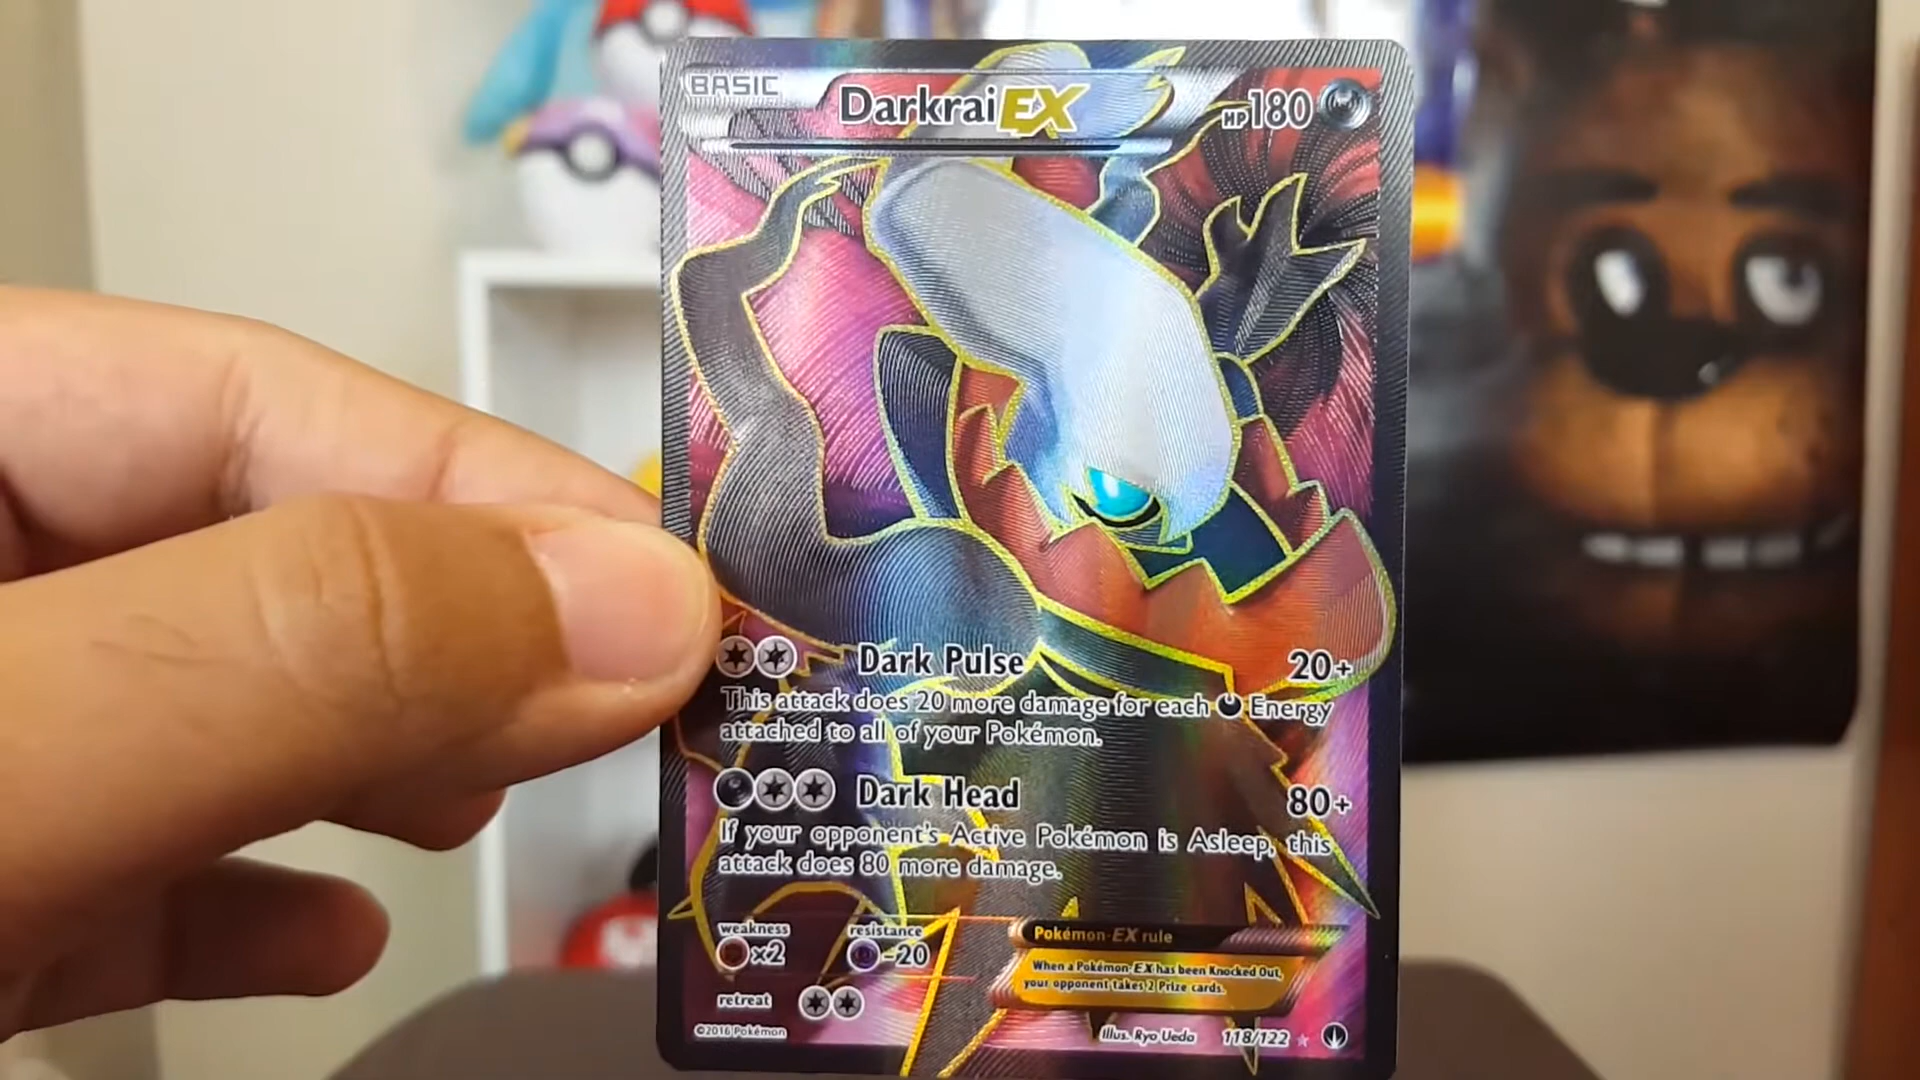 BASIC
DarkraiEX
HP180
Dark Pulse 20+
This attack does 20 more damage for each Energy
attached to all of your Pokémon.
Dark Head 80+
If your opponent's Active Pokémon is Asleep, this
attack does 80 more damage.
weakness
×2
resistance
-20
retreat
Pokémon-EX rule
When a Pokémon-EX has been Knocked Out,
your opponent takes 2 Prize cards.
©2016 Pokémon
Illus. Ryo Ueda 118/122